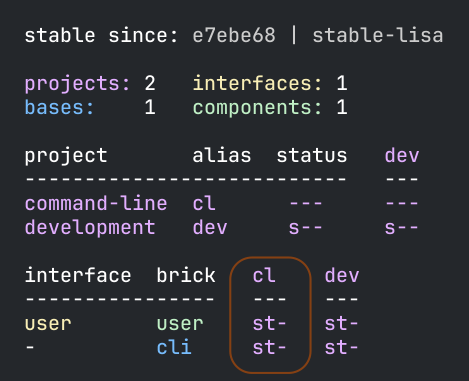 stable since: e7ebe68 | stable-lisa
projects: 2   interfaces: 1
bases:    1   components: 1
project       alias  status   dev
---------------------------   ---
command-line  cl      ---     ---
development   dev     s--     s--
interface  brick   cl    dev
----------------   ---   ---
user       user    st-   st-
-          cli     st-   st-